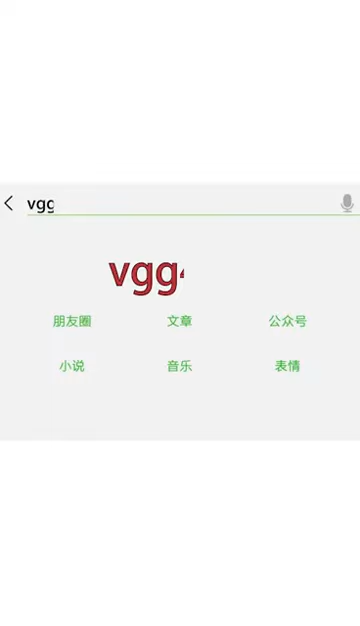 vgg
vgg
朋友圈 文章 公众号
小说 音乐 表情